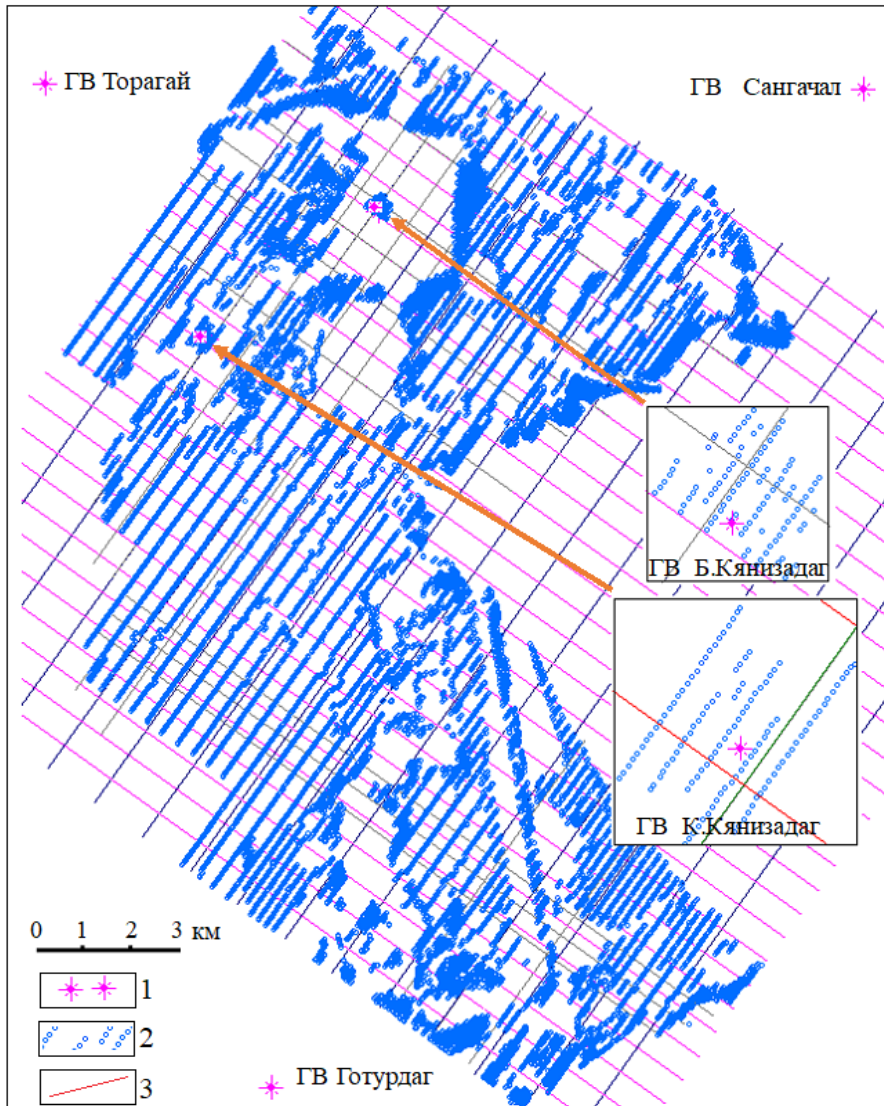 ГВ Торагай
ГВ Сангачал
ГВ Б.Кянизадаг
ГВ К.Кянизадаг
0 1 2 3 км
1
2
3
ГВ Готурдаг